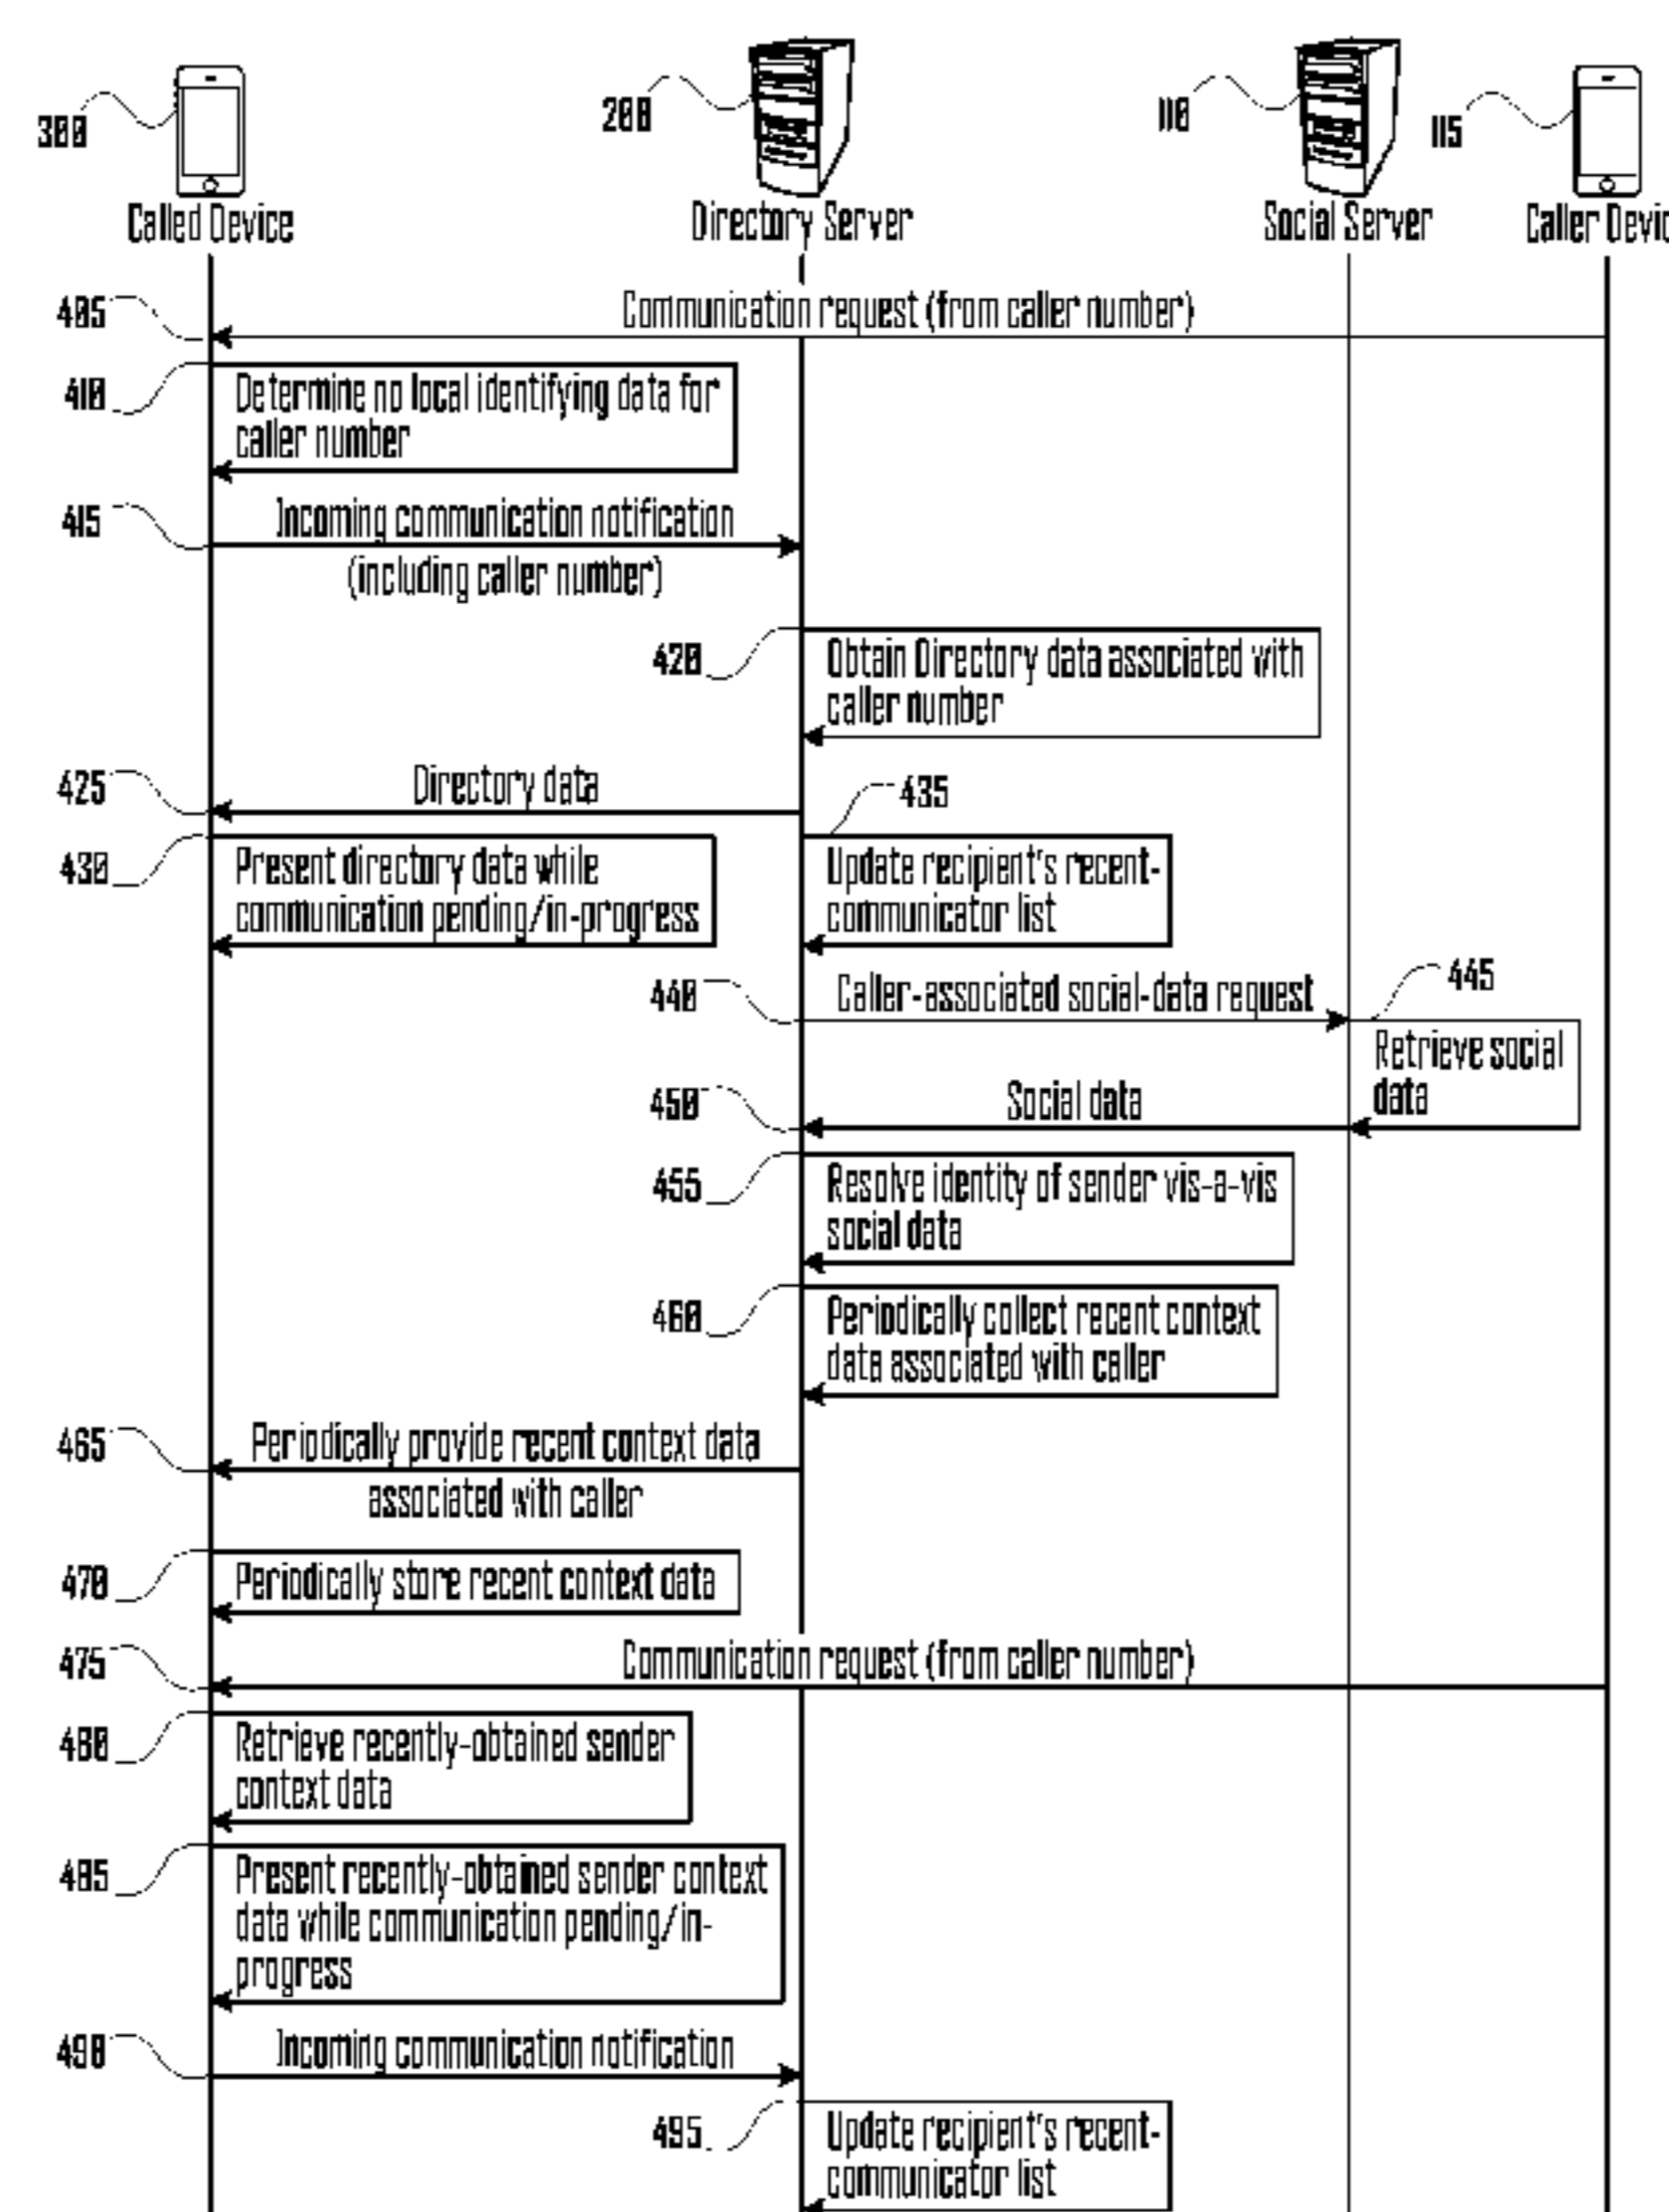 300
200
110
115
Called Device
Directory Server
Social Server
Caller Devic
405
Communication request (from caller number)
410
Determine no local identifying data for
caller number
415
Incoming communication notification
(including caller number)
420
Obtain Directory data associated with
caller number
425
Directory data
435
430
Present directory data while
communication pending/in-progress
Update recipient's recent-
communicator list
440
Caller-associated social-data request
445
Retrieve social
data
450
Social data
455
Resolve identity of sender vis-a-vis
social data
460
Periodically collect recent context
data associated with caller
465
Periodically provide recent context data
associated with caller
470
Periodically store recent context data
475
Communication request (from caller number)
480
Retrieve recently-obtained sender
context data
485
Present recently-obtained sender context
data while communication pending/in-
progress
490
Incoming communication notification
495
Update recipient's recent-
communicator list